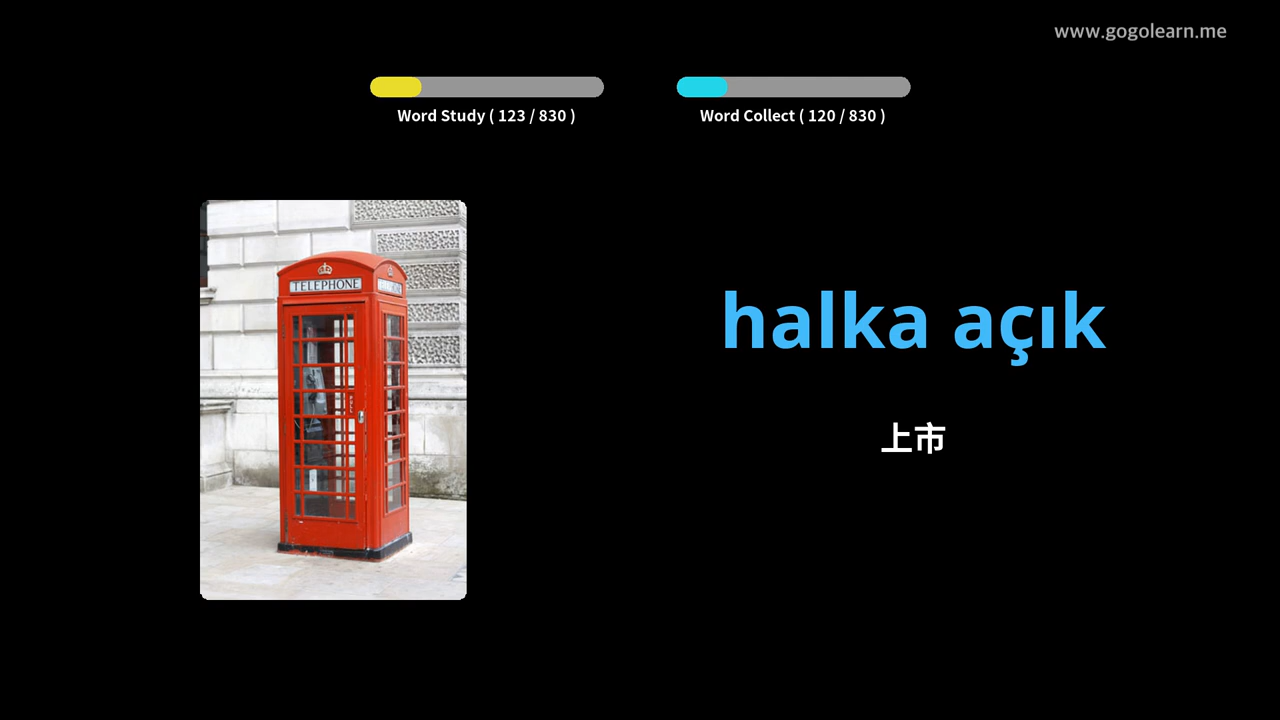 www.gogolearn.me
Word Study ( 123 / 830 )
Word Collect ( 120 / 830 )
TELEPHONE
halka açık
上市